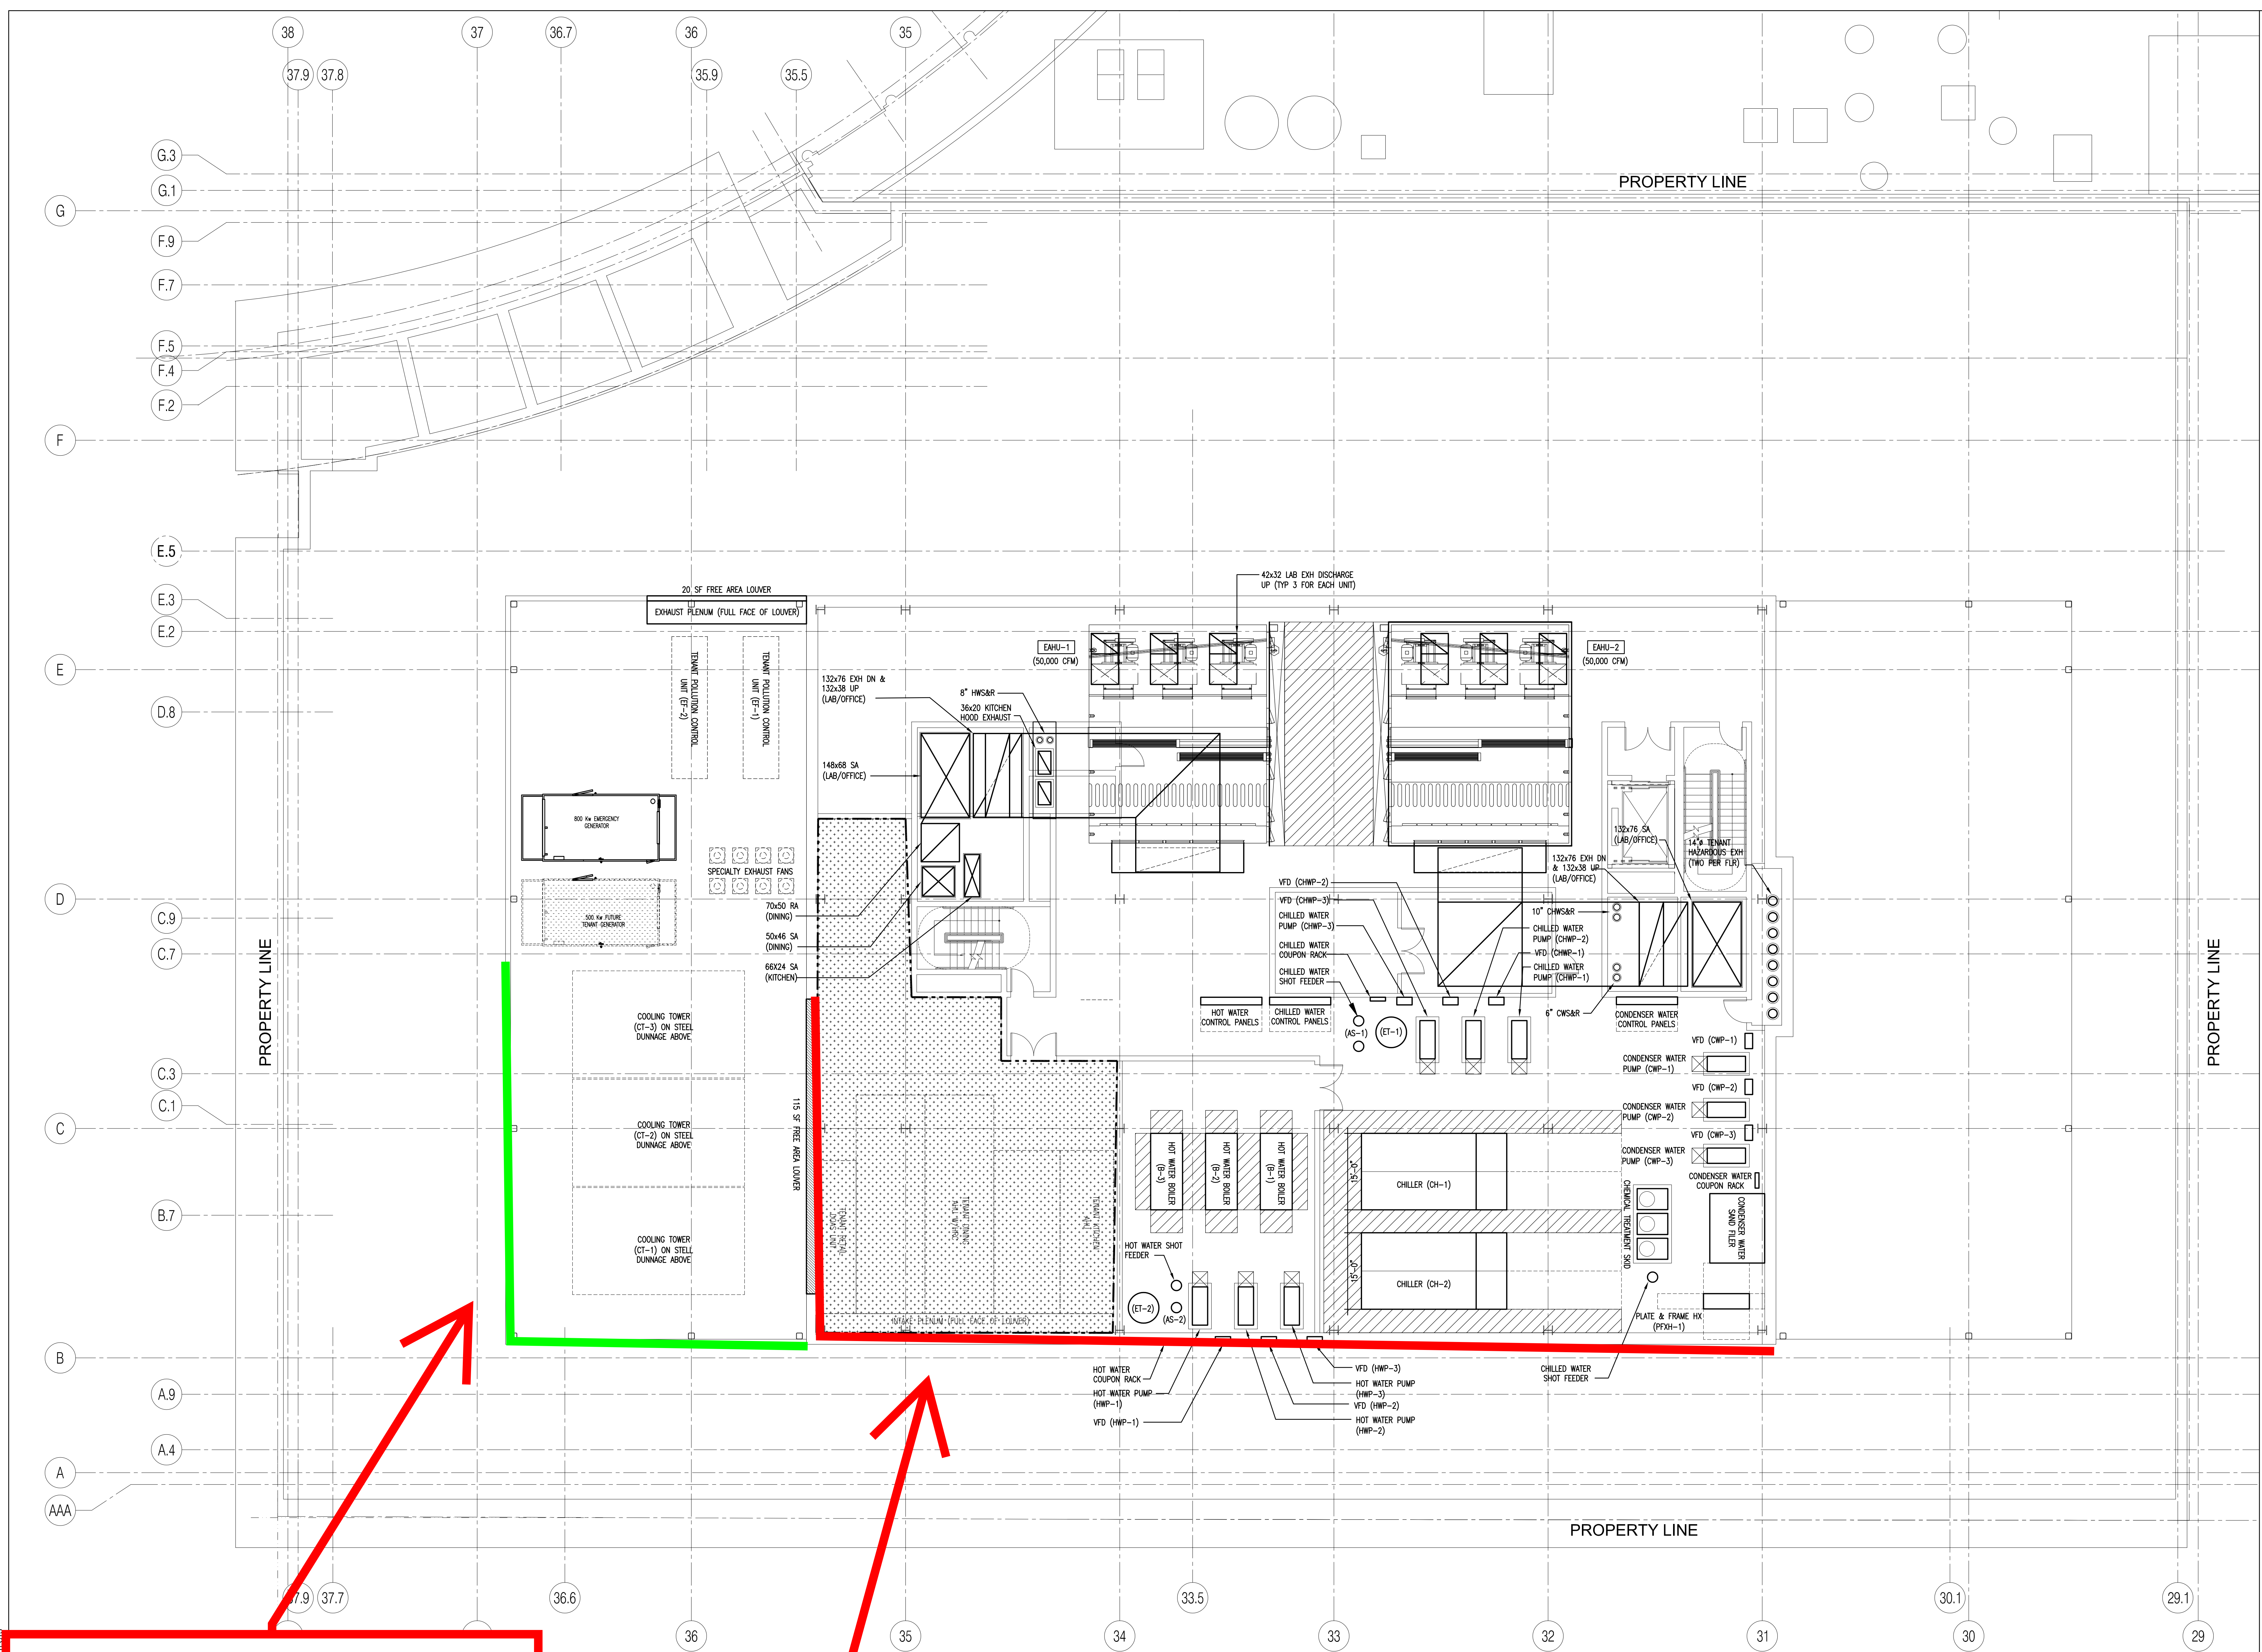 38
37
36.7
36
35
37.9
37.8
35.9
35.5
G.3
G.1
G
F.9
F.7
F.5
F.4
F.2
F
E.5
E.3
E.2
E
D.8
D
C.9
C.7
C.3
C.1
C
B.7
B
A.9
A.4
A
AAA
PROPERTY LINE
PROPERTY LINE
PROPERTY LINE
PROPERTY LINE
20 SF FREE AREA LOUVER
EXHAUST PLENUM (FULL FACE OF LOUVER)
TENANT POLLUTION CONTROL
UNIT (EF-2)
TENANT POLLUTION CONTROL
UNIT (EF-1)
800 Kw EMERGENCY
GENERATOR
500 Kw FUTURE
TENANT GENERATOR
SPECIALTY EXHAUST FANS
COOLING TOWER
(CT-3) ON STEEL
DUNNAGE ABOVE
COOLING TOWER
(CT-2) ON STEEL
DUNNAGE ABOVE
COOLING TOWER
(CT-1) ON STEEL
DUNNAGE ABOVE
115 SF FREE AREA LOUVER
132x76 EXH DN &
132x38 UP
(LAB/OFFICE)
8" HWS&R
36x20 KITCHEN
HOOD EXHAUST
148x68 SA
(LAB/OFFICE)
70x50 RA
(DINING)
50x46 SA
(DINING)
66X24 SA
(KITCHEN)
42x32 LAB EXH DISCHARGE
UP (TYP 3 FOR EACH UNIT)
EAHU-1
(50,000 CFM)
EAHU-2
(50,000 CFM)
132x76 SA
(LAB/OFFICE)
14"ø TENANT
HAZARDOUS EXH
(TWO PER FLR)
132x76 EXH DN
& 132x38 UP
(LAB/OFFICE)
VFD (CHWP-2)
VFD (CHWP-3)
CHILLED WATER
PUMP (CHWP-3)
CHILLED WATER
COUPON RACK
CHILLED WATER
SHOT FEEDER
10" CHWS&R
CHILLED WATER
PUMP (CHWP-2)
VFD (CHWP-1)
CHILLED WATER
PUMP (CHWP-1)
6" CWS&R
HOT WATER
CONTROL PANELS
CHILLED WATER
CONTROL PANELS
(AS-1)
(ET-1)
CONDENSER WATER
CONTROL PANELS
VFD (CWP-1)
CONDENSER WATER
PUMP (CWP-1)
VFD (CWP-2)
CONDENSER WATER
PUMP (CWP-2)
VFD (CWP-3)
CONDENSER WATER
PUMP (CWP-3)
CONDENSER WATER
COUPON RACK
CONDENSER WATER
SAND FILER
CHEMICAL TREATMENT SKID
PLATE & FRAME HX
(PFXH-1)
CHILLED WATER
SHOT FEEDER
HOT WATER BOILER
(B-3)
HOT WATER BOILER
(B-2)
HOT WATER BOILER
(B-1)
15'-0"
CHILLER (CH-1)
15'-0"
CHILLER (CH-2)
TENANT RETAIL
DOAS UNIT
TENANT DINING
AHU W/HRC
TENANT KITCHEN
AHU
INTAKE PLENUM (FULL FACE OF LOUVER)
HOT WATER SHOT
FEEDER
(ET-2)
(AS-2)
HOT WATER
COUPON RACK
HOT WATER PUMP
(HWP-1)
VFD (HWP-1)
VFD (HWP-3)
HOT WATER PUMP
(HWP-3)
VFD (HWP-2)
HOT WATER PUMP
(HWP-2)
37.7
36.6
33.5
30.1
29.1
36
35
34
33
32
31
30
29